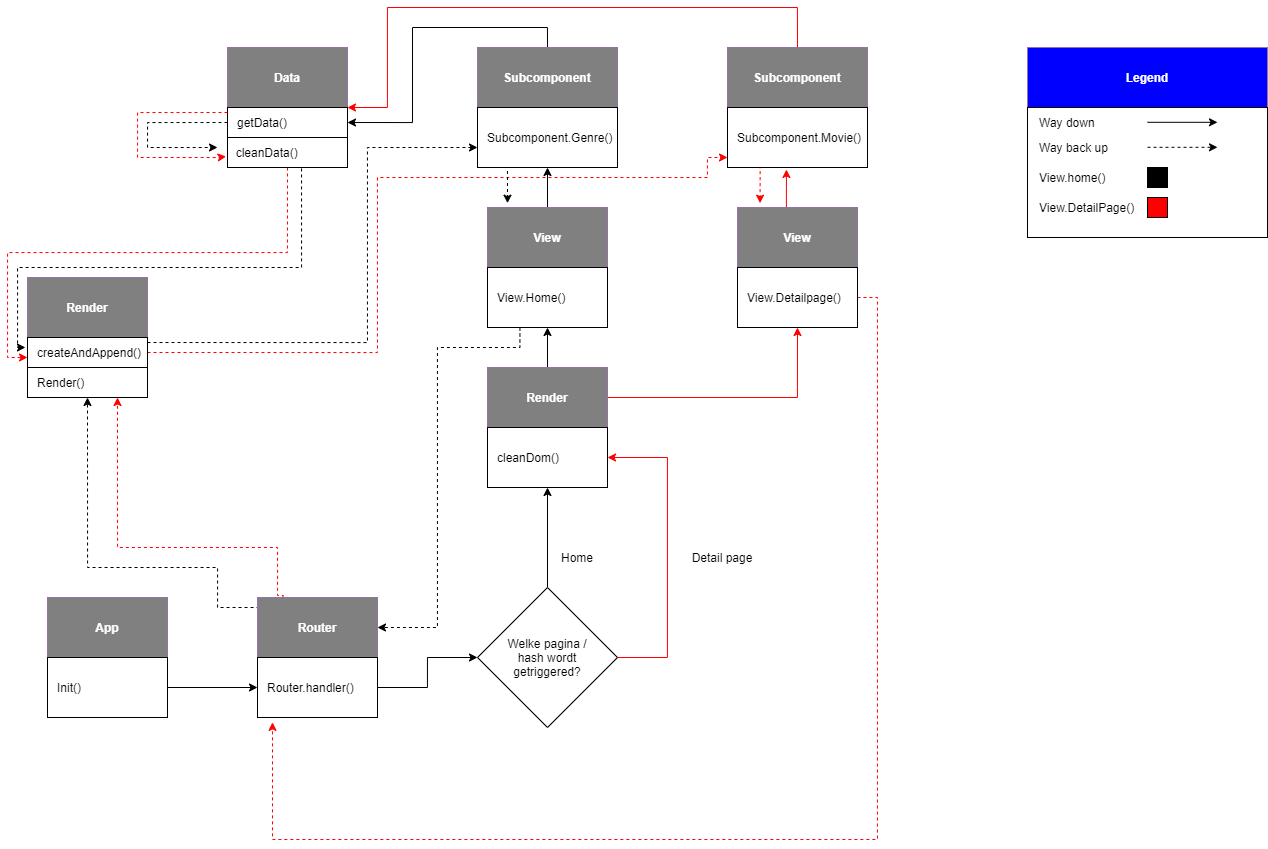 Data
getData()
cleanData()
Subcomponent
Subcomponent.Genre()
Subcomponent
Subcomponent.Movie()
Legend
Way down
Way back up
View.home()
View.DetailPage()
View
View.Home()
View
View.Detailpage()
Render
createAndAppend()
Render()
Render
cleanDom()
Home
Detail page
App
Init()
Router
Router.handler()
Welke pagina /
hash wordt
getriggered?